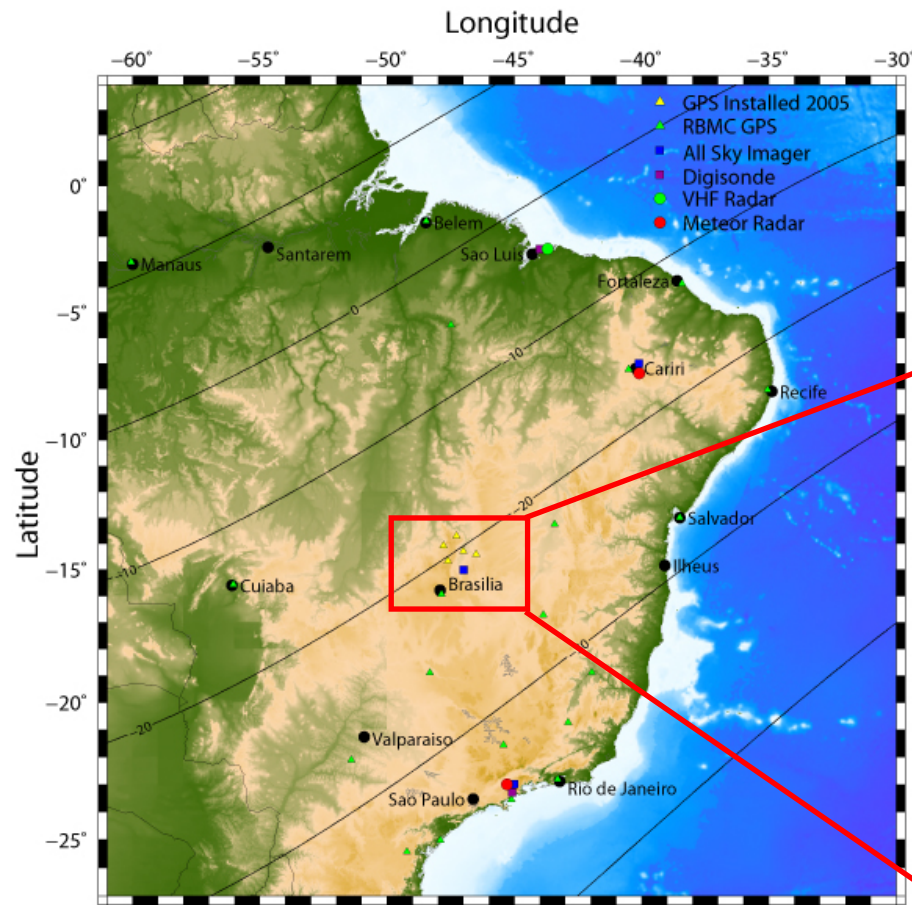 Longitude
−60° −55° −50° −45° −40° −35° −30°
Latitude
GPS Installed 2005
RBMC GPS
All Sky Imager
Digisonde
VHF Radar
Meteor Radar
0°
Belem
Santarem
Sao Luis
Manaus
Fortaleza
−5°
0
−10
Cariri
Recife
−10°
−20
Salvador
−10
Ilheus
−15°
Cuiaba
Brasilia
−20°
−20
Valparaiso
Rio de Janeiro
Sao Paulo
−25°